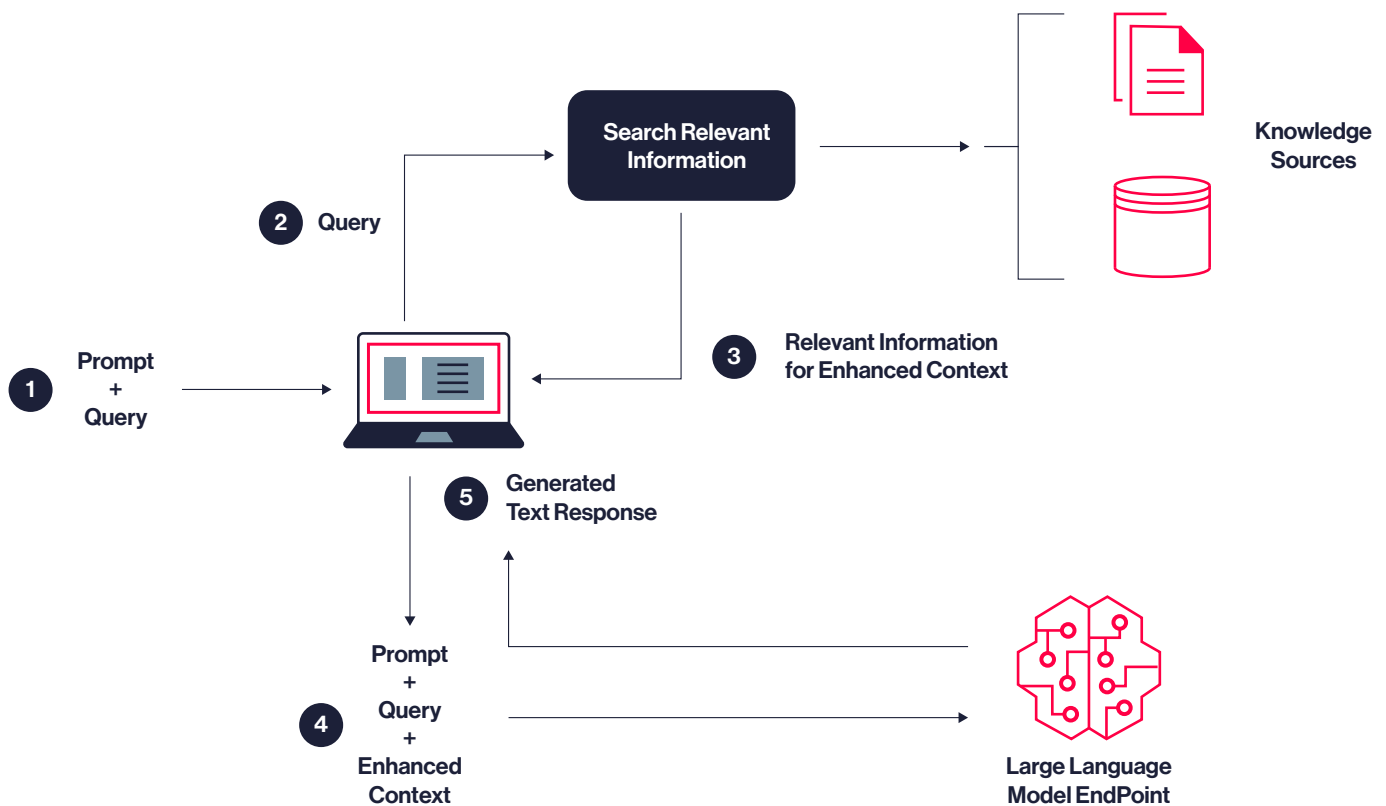 Search Relevant
Information
Knowledge
Sources
2
Query
1
Prompt
+
Query
3
Relevant Information
for Enhanced Context
5
Generated
Text Response
4
Prompt
+
Query
+
Enhanced
Context
Large Language
Model EndPoint